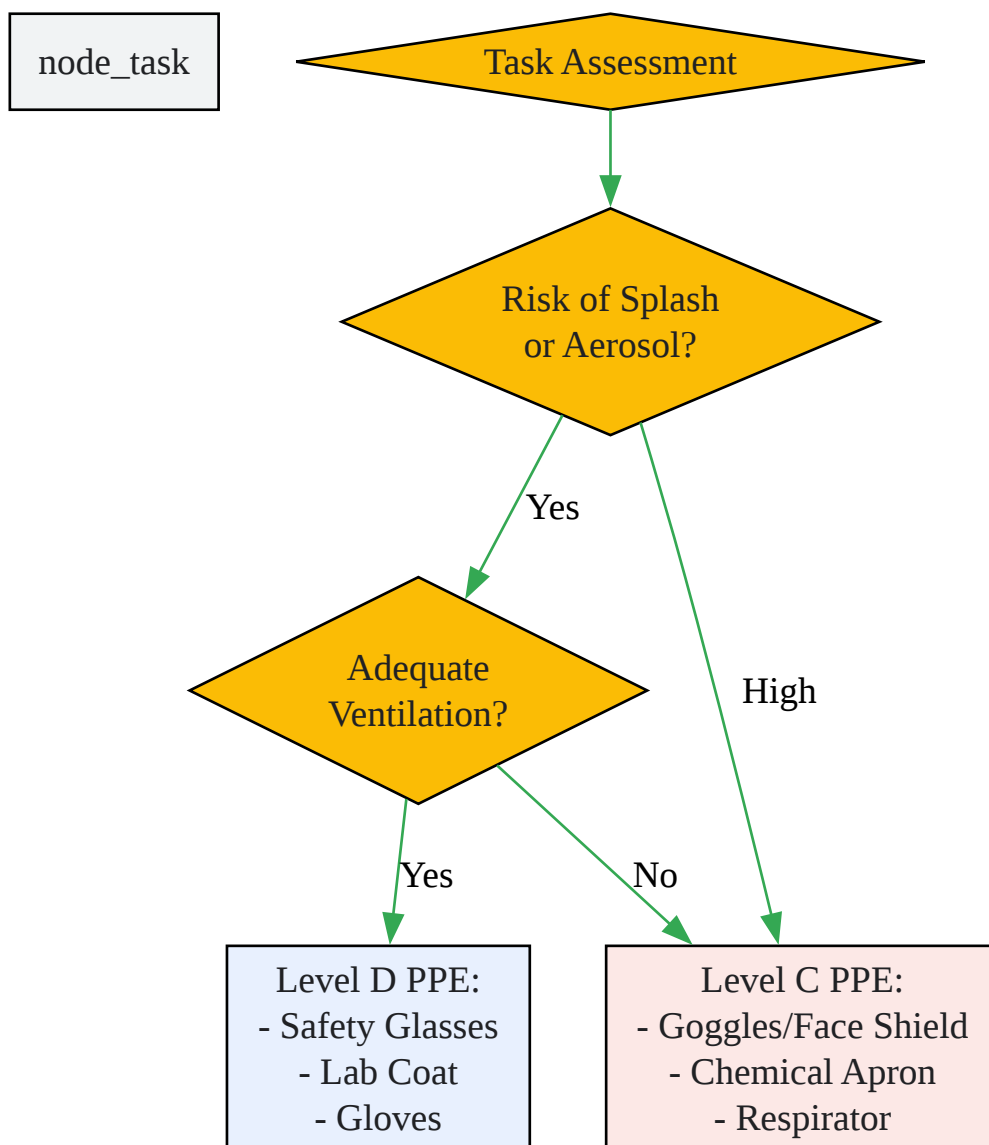 node_task
Task Assessment
Risk of Splash
or Aerosol?
Yes
Adequate
Ventilation?
High
Yes
No
Level D PPE:
- Safety Glasses
- Lab Coat
- Gloves
Level C PPE:
- Goggles/Face Shield
- Chemical Apron
- Respirator